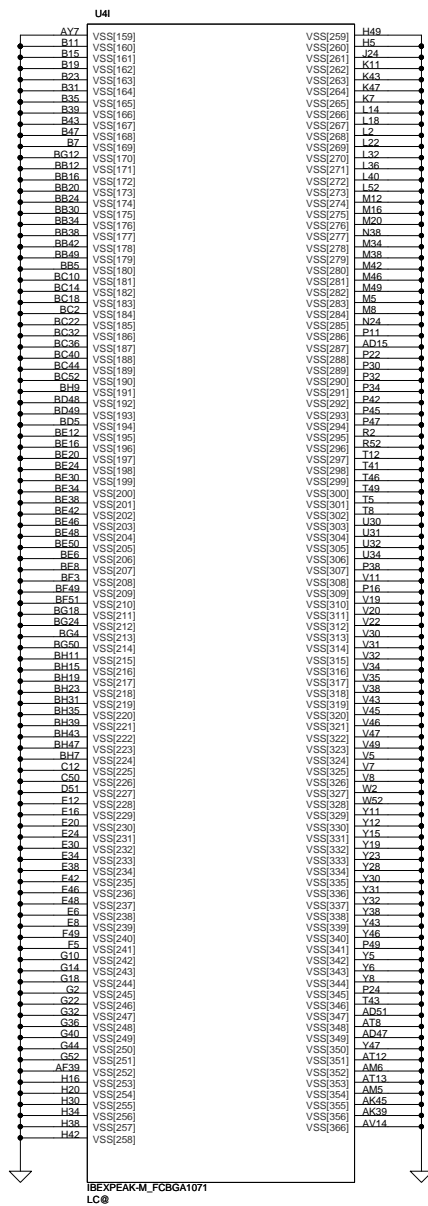 U4I
AY7 VSS[159] VSS[259] H49
B11 VSS[160] VSS[260] H5
B15 VSS[161] VSS[261] J24
B19 VSS[162] VSS[262] K11
B23 VSS[163] VSS[263] K43
B31 VSS[164] VSS[264] K47
B35 VSS[165] VSS[265] K7
B39 VSS[166] VSS[266] L14
B43 VSS[167] VSS[267] L18
B47 VSS[168] VSS[268] L2
B7 VSS[169] VSS[269] L22
BG12 VSS[170] VSS[270] L32
BB12 VSS[171] VSS[271] L36
BB16 VSS[172] VSS[272] L40
BB20 VSS[173] VSS[273] L52
BB24 VSS[174] VSS[274] M12
BB30 VSS[175] VSS[275] M16
BB34 VSS[176] VSS[276] M20
BB38 VSS[177] VSS[277] N38
BB42 VSS[178] VSS[278] M34
BB49 VSS[179] VSS[279] M38
BB5 VSS[180] VSS[280] M42
BC10 VSS[181] VSS[281] M46
BC14 VSS[182] VSS[282] M49
BC18 VSS[183] VSS[283] M5
BC2 VSS[184] VSS[284] M8
BC22 VSS[185] VSS[285] N24
BC32 VSS[186] VSS[286] P11
BC36 VSS[187] VSS[287] AD15
BC40 VSS[188] VSS[288] P22
BC44 VSS[189] VSS[289] P30
BC52 VSS[190] VSS[290] P32
BH9 VSS[191] VSS[291] P34
BD48 VSS[192] VSS[292] P42
BD49 VSS[193] VSS[293] P45
BD5 VSS[194] VSS[294] P47
BE12 VSS[195] VSS[295] R2
BE16 VSS[196] VSS[296] R52
BE20 VSS[197] VSS[297] T12
BE24 VSS[198] VSS[298] T41
BE30 VSS[199] VSS[299] T46
BE34 VSS[200] VSS[300] T49
BE38 VSS[201] VSS[301] T5
BE42 VSS[202] VSS[302] T8
BE46 VSS[203] VSS[303] U30
BE48 VSS[204] VSS[304] U31
BE50 VSS[205] VSS[305] U32
BE6 VSS[206] VSS[306] U34
BE8 VSS[207] VSS[307] P38
BF3 VSS[208] VSS[308] V11
BF49 VSS[209] VSS[309] P16
BF51 VSS[210] VSS[310] V19
BG18 VSS[211] VSS[311] V20
BG24 VSS[212] VSS[312] V22
BG4 VSS[213] VSS[313] V30
BG50 VSS[214] VSS[314] V31
BH11 VSS[215] VSS[315] V32
BH15 VSS[216] VSS[316] V34
BH19 VSS[217] VSS[317] V35
BH23 VSS[218] VSS[318] V38
BH31 VSS[219] VSS[319] V43
BH35 VSS[220] VSS[320] V45
BH39 VSS[221] VSS[321] V46
BH43 VSS[222] VSS[322] V47
BH47 VSS[223] VSS[323] V49
BH7 VSS[224] VSS[324] V5
C12 VSS[225] VSS[325] V7
C50 VSS[226] VSS[326] V8
D51 VSS[227] VSS[327] W2
E12 VSS[228] VSS[328] W52
E16 VSS[229] VSS[329] Y11
E20 VSS[230] VSS[330] Y12
E24 VSS[231] VSS[331] Y15
E30 VSS[232] VSS[332] Y19
E34 VSS[233] VSS[333] Y23
E38 VSS[234] VSS[334] Y28
E42 VSS[235] VSS[335] Y30
E46 VSS[236] VSS[336] Y31
E48 VSS[237] VSS[337] Y32
E6 VSS[238] VSS[338] Y38
E8 VSS[239] VSS[339] Y43
F49 VSS[240] VSS[340] Y46
F5 VSS[241] VSS[341] P49
G10 VSS[242] VSS[342] Y5
G14 VSS[243] VSS[343] Y6
G18 VSS[244] VSS[344] Y8
G2 VSS[245] VSS[345] P24
G22 VSS[246] VSS[346] T43
G32 VSS[247] VSS[347] AD51
G36 VSS[248] VSS[348] AT8
G40 VSS[249] VSS[349] AD47
G44 VSS[250] VSS[350] Y47
G52 VSS[251] VSS[351] AT12
AF39 VSS[252] VSS[352] AM6
H16 VSS[253] VSS[353] AT13
H20 VSS[254] VSS[354] AM5
H30 VSS[255] VSS[355] AK45
H34 VSS[256] VSS[356] AK39
H38 VSS[257] VSS[366] AV14
H42 VSS[258]
IBEXPEAK-M_FCBGA1071
LC@